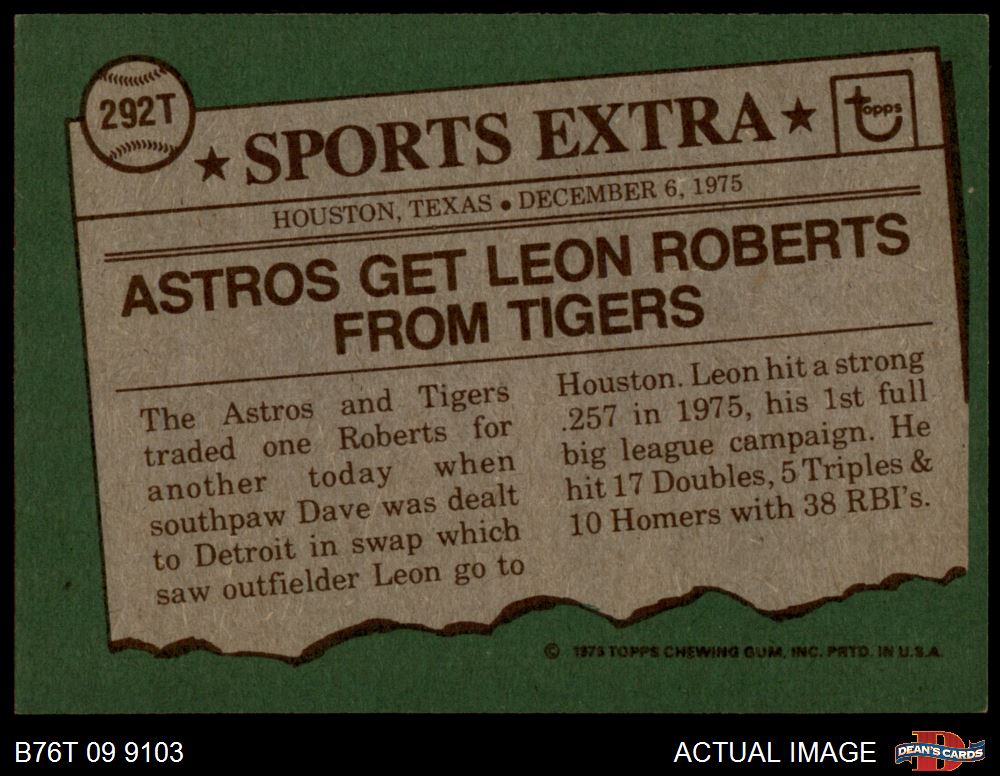 292T
SPORTS EXTRA
Topps
HOUSTON, TEXAS • DECEMBER 6, 1975
ASTROS GET LEON ROBERTS
FROM TIGERS
The Astros and Tigers
traded one Roberts for
another today when
southpaw Dave was dealt
to Detroit in swap which
saw outfielder Leon go to
Houston. Leon hit a strong
.257 in 1975, his 1st full
big league campaign. He
hit 17 Doubles, 5 Triples &
10 Homers with 38 RBI's.
© 1976 TOPPS CHEWING GUM, INC. PRTD. IN U.S.A.
B76T 09 9103
ACTUAL IMAGE
DEAN'S CARDS